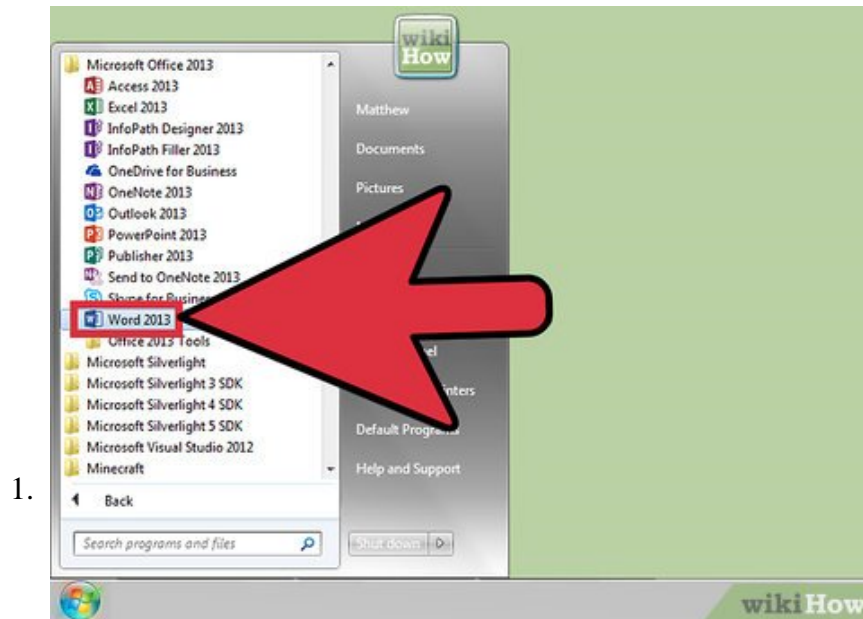 wiki
How
Microsoft Office 2013
Access 2013
Excel 2013
InfoPath Designer 2013
InfoPath Filler 2013
OneDrive for Business
OneNote 2013
Outlook 2013
PowerPoint 2013
Publisher 2013
Send to OneNote 2013
Skype for Busines
Word 2013
Office 2013 Tools
Microsoft Silverlight
Microsoft Silverlight 3 SDK
Microsoft Silverlight 4 SDK
Microsoft Silverlight 5 SDK
Microsoft Visual Studio 2012
Minecraft
Back
Search programs and files
Matthew
Documents
Pictures
Default Programs
Help and Support
Shut down
1.
wikiHow